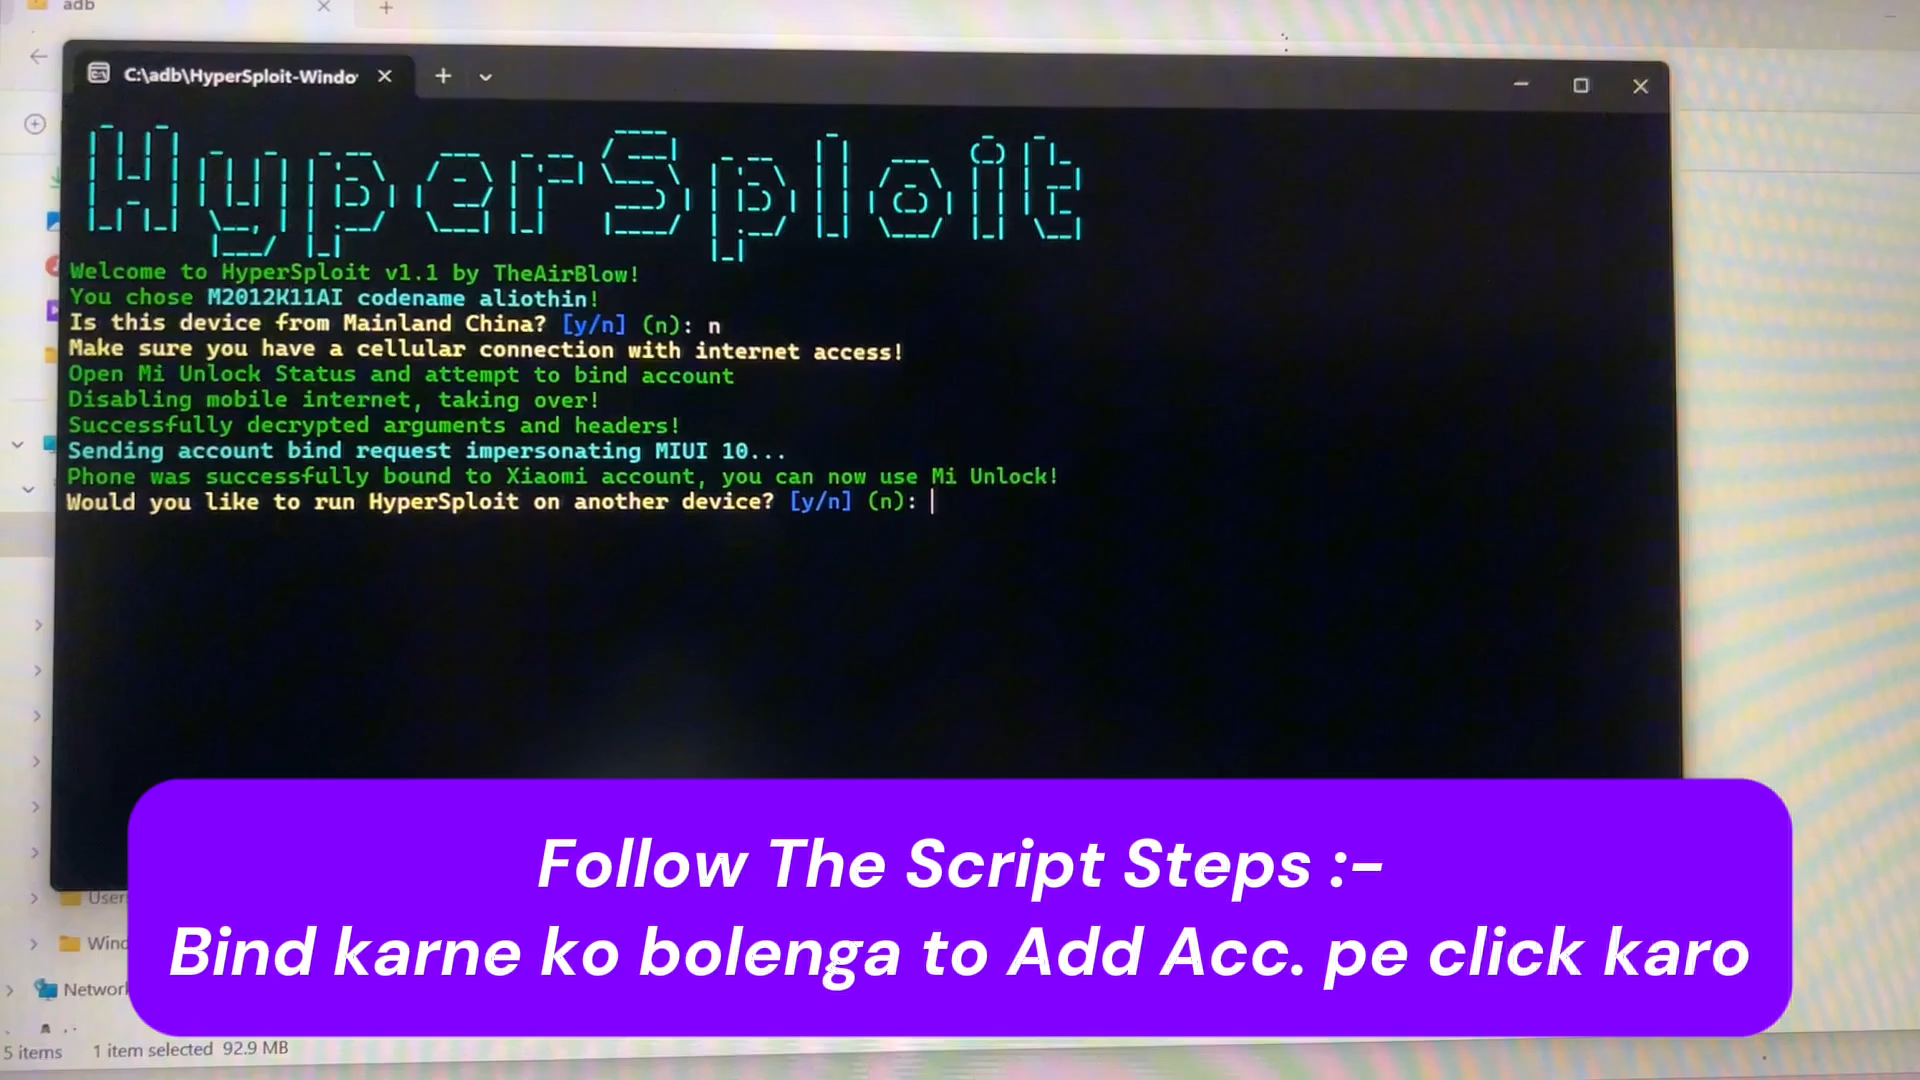 adb
C:\adb\HyperSploit-Windo
HyperSploit
Welcome to HyperSploit v1.1 by TheAirBlow!
You chose M2012K11AI codename aliothin!
Is this device from Mainland China? [y/n] (n): n
Make sure you have a cellular connection with internet access!
Open Mi Unlock Status and attempt to bind account
Disabling mobile internet, taking over!
Successfully decrypted arguments and headers!
Sending account bind request impersonating MIUI 10...
Phone was successfully bound to Xiaomi account, you can now use Mi Unlock!
Would you like to run HyperSploit on another device? [y/n] (n):
Follow The Script Steps :-
Bind karne ko bolenga to Add Acc. pe click karo
Users
Wind
Network
5 items 1 item selected 92.9 MB